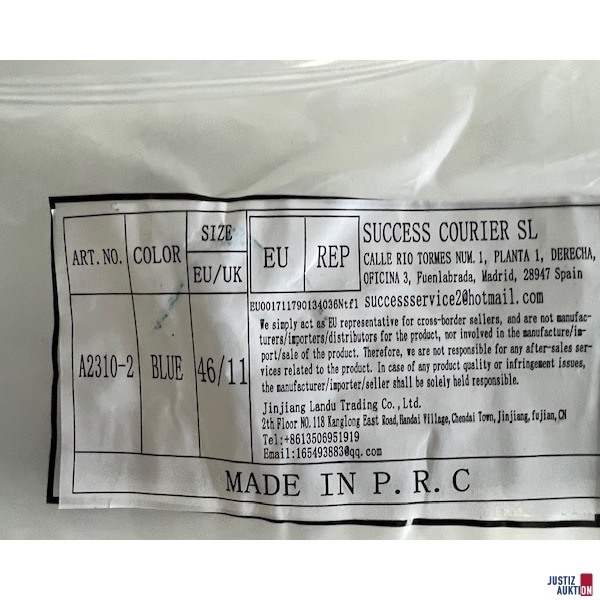 ART. NO.
COLOR
SIZE
EU/UK
A2310-2
BLUE
46/11
EU
REP
SUCCESS COURIER SL
CALLE RIO TORMES NUM. 1, PLANTA 1, DERECHA,
OFICINA 3, Fuenlabrada, Madrid, 28947 Spain
EU001711790134036Ntf1 successservice2@hotmail.com
We simply act as EU representative for cross-border sellers, and are not manufac-
turers/importers/distributors for the product, nor involved in the manufacture/im-
port/sale of the product. Therefore, we are not responsible for any after-sales ser-
vices related to the product. In case of any product quality or infringement issues,
the manufacturer/importer/seller shall be solely held responsible.
Jinjiang Landu Trading Co., Ltd.
2th Floor NO. 118 Kanglong East Road, Handai Village, Chendai Town, Jinjiang, fujian, CN
Tel:+8613506951919
Email:165493883@qq.com
MADE IN P. R. C
JUSTIZ
AUKTION